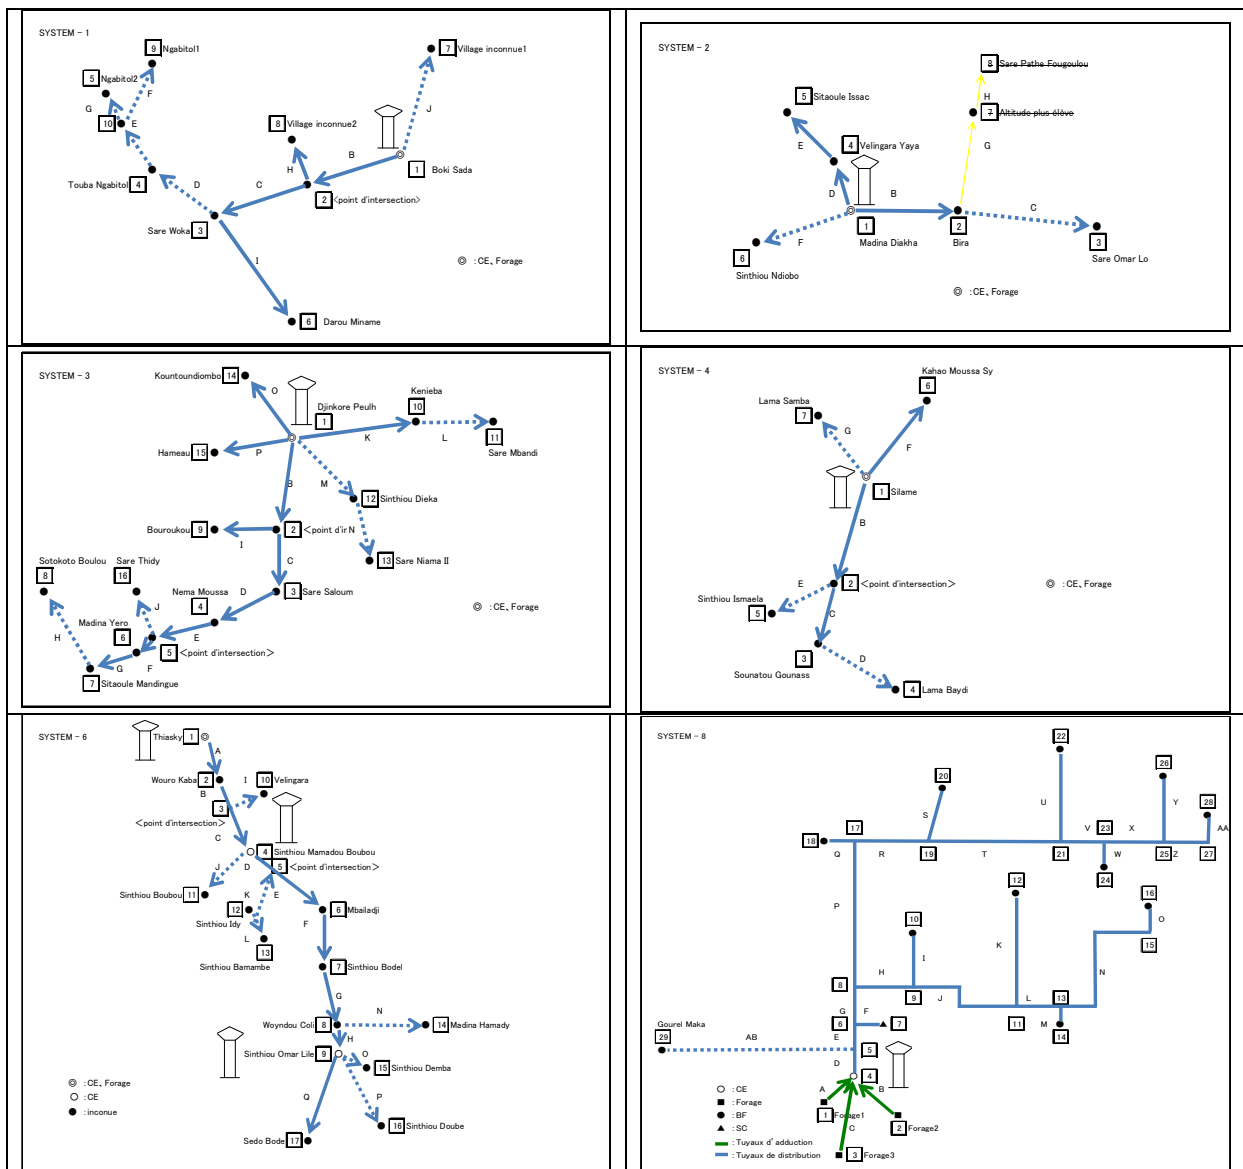 SYSTEM - 1
9 Ngabitol1
7 Village inconnue1
5 Ngabitol2
F
G
J
10 E
8 Village inconnue2
B
H
1 Boki Sada
Touba Ngabitol 4
D
C
2 <point d'intersection>
Sare Woka 3
I
◎ :CE、Forage
6 Darou Miname
SYSTEM - 2
8 Sare Pathe Fougoulou
5 Sitaoule Issac
H
7 Altitude plus élève
E
4 Velingara Yaya
G
D
B
C
F
1
2
3
Madina Diakha
Bira
Sare Omar Lo
6
Sinthiou Ndiobo
◎ :CE、Forage
SYSTEM - 3
Kountoundiombo 14
O
Kenieba
Djinkore Peulh
1
10
K
L
11
Hameau 15
P
Sare Mbandi
B
M
12 Sinthiou Dieka
Bouroukou 9
2 <point d'ir N
I
C
13 Sare Niama II
Sotokoto Boulou
Sare Thidy
8
16
Nema Moussa
D
3 Sare Saloum
4
J
Madina Yero
6
E
H
5 <point d'intersection>
G
F
7 Sitaoule Mandingue
◎ :CE、Forage
SYSTEM - 4
Kahao Moussa Sy
6
Lama Samba
7
G
F
1 Silame
B
E
2 <point d'intersection>
◎ :CE、Forage
Sinthiou Ismaela
5
C
3
D
Sounatou Gounass
4 Lama Baydi
SYSTEM - 6
Thiasky 1
A
Wouro Kaba 2
I
10 Velingara
B
3
<point d'intersection>
C
4 Sinthiou Mamadou Boubou
J
D
5 <point d'intersection>
Sinthiou Boubou 11
K
E
12
6 Mbailadji
Sinthiou Idy
F
L
13
Sinthiou Bamambe
7 Sinthiou Bodel
G
N
Woyndou Coli 8
14 Madina Hamady
H
Sinthiou Omar Lile 9
O
15 Sinthiou Demba
Q
P
16 Sinthiou Doube
Sedo Bode 17
◎ :CE、Forage
○ :CE
● :inconue
SYSTEM - 8
22
26
20
28
U
Y
S
17
V
23
X
AA
18
Q
R
19
T
21
W
25
Z
27
24
12
16
P
10
O
K
15
I
N
8
H
9
J
L
13
G
F
11
M
6
7
14
Gourel Maka
29
AB
E
5
D
4
○ :CE
A
B
■ :Forage
1 Forage1
● :BF
C
2
Forage2
▲ :SC
:Tuyaux d'adduction
:Tuyaux de distribution
3 Forage3